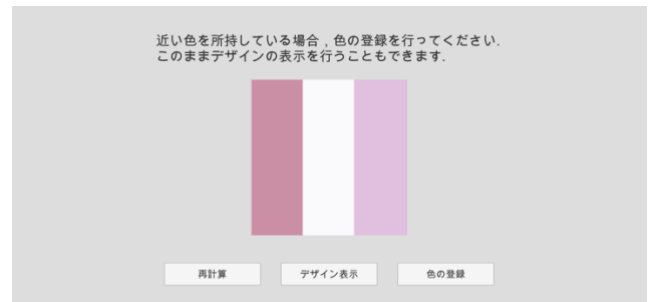 近い色を所持している場合，色の登録を行ってください.
このままデザインの表示を行うこともできます.
再計算
デザイン表示
色の登録